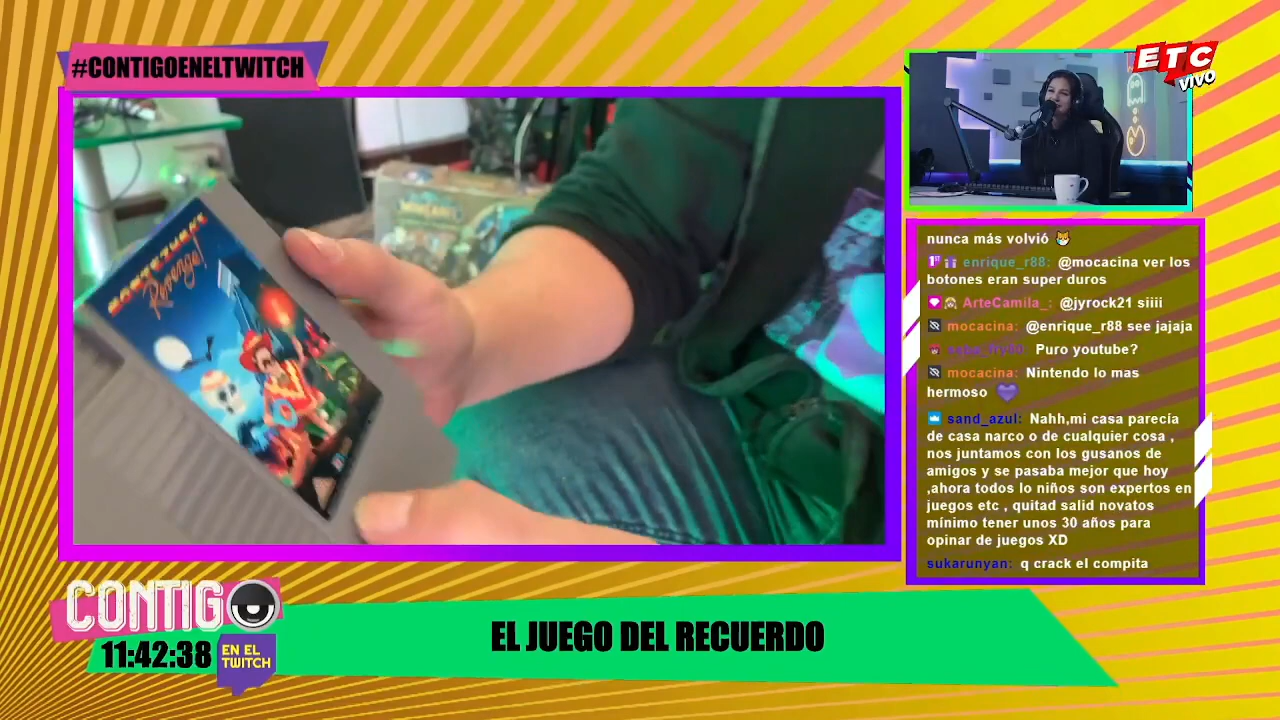 #CONTIGOENELTWITCH
ETC
VIVO
MONTEZUMA'S
Revenge!
nunca más volvió
enrique_r88: @mocacina ver los
botones eran super duros
ArteCamila_: @jyrock21 siiii
mocacina: @enrique_r88 see jajaja
Puro youtube?
mocacina: Nintendo lo mas
hermoso
sand_azul: Nahh,mi casa parecía
de casa narco o de cualquier cosa ,
nos juntamos con los gusanos de
amigos y se pasaba mejor que hoy
,ahora todos lo niños son expertos en
juegos etc , quitad salid novatos
mínimo tener unos 30 años para
opinar de juegos XD
sukarunyan: q crack el compita
CONTIGO
11:42:38
EN EL
TWITCH
EL JUEGO DEL RECUERDO